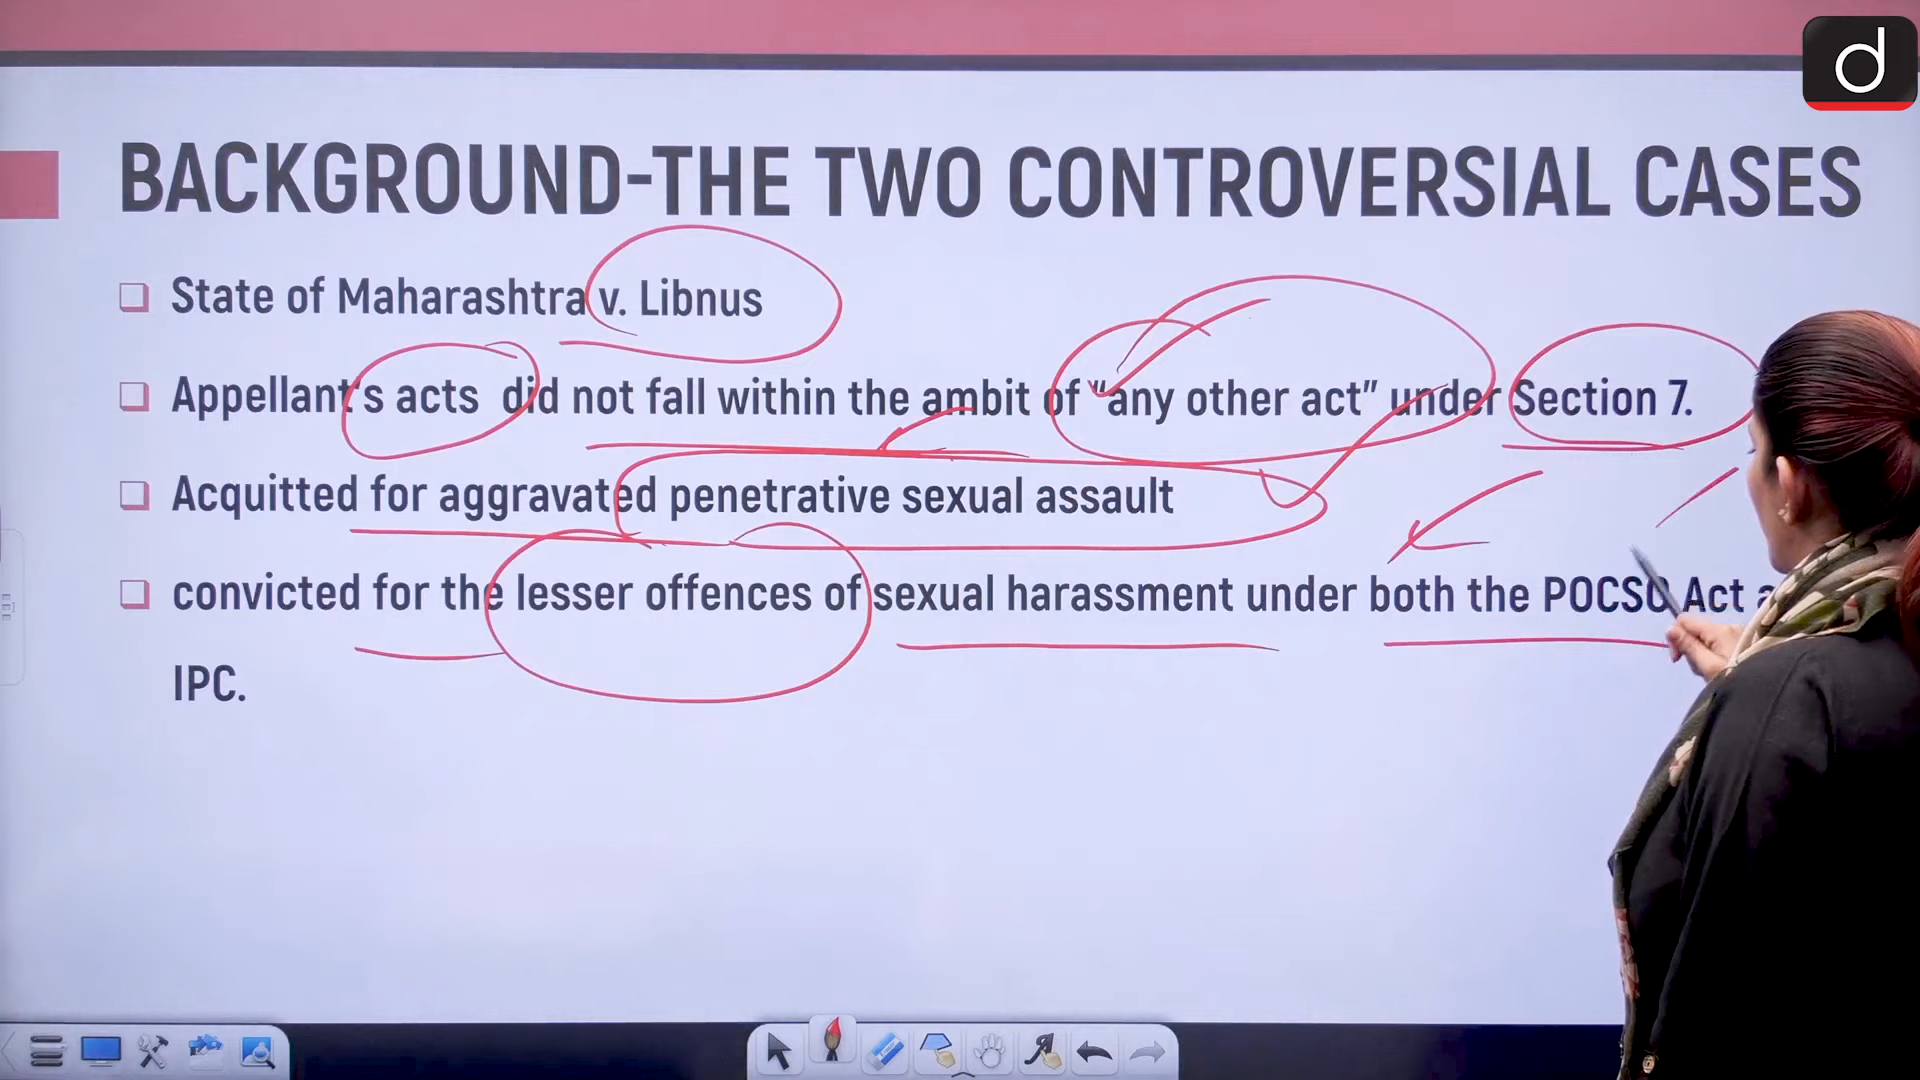 d
BACKGROUND-THE TWO CONTROVERSIAL CASES
State of Maharashtra v. Libnus
Appellant's acts did not fall within the ambit of “any other act” under Section 7.
Acquitted for aggravated penetrative sexual assault
convicted for the lesser offences of sexual harassment under both the POCSO Act
IPC.